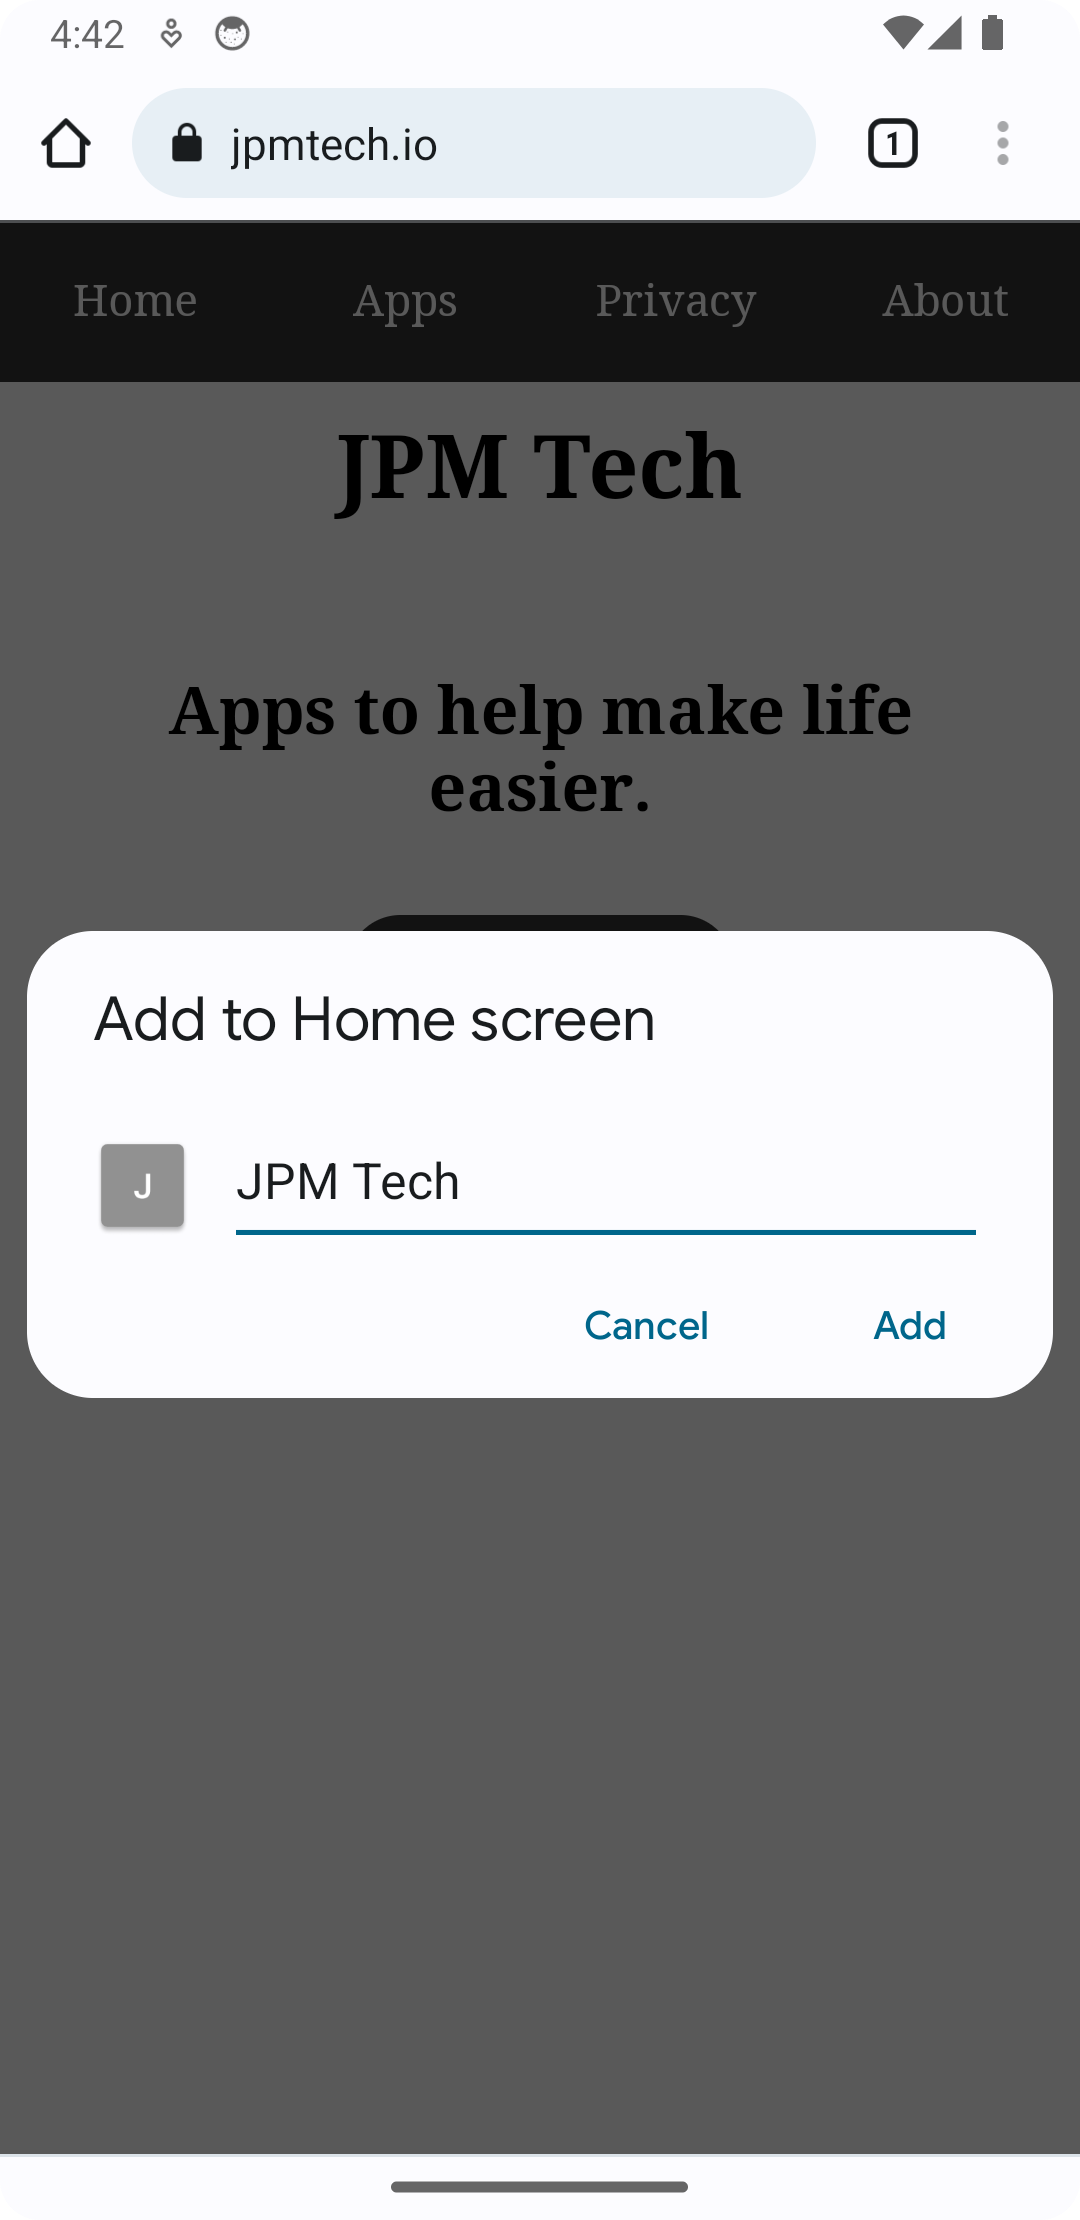 4:42
jpmtech.io
1
Home Apps Privacy About
JPM Tech
Apps to help make life
easier.
Add to Home screen
J
JPM Tech
Cancel Add